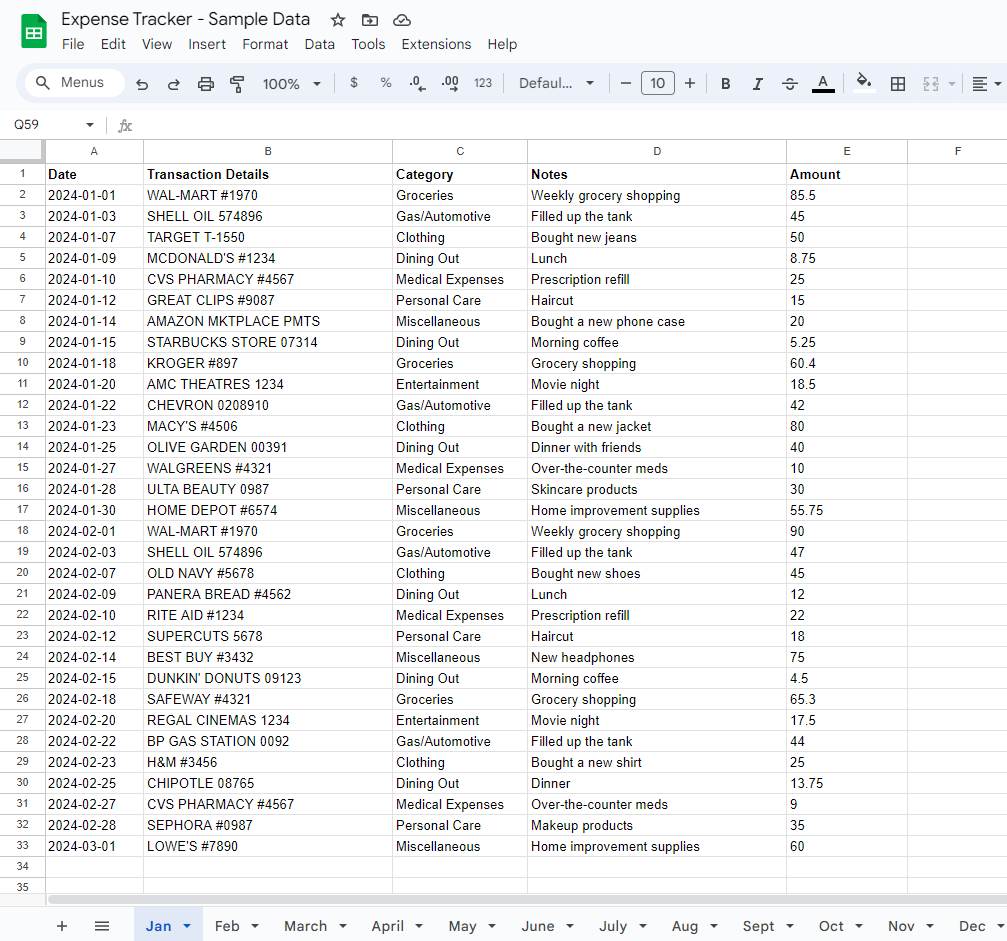 Expense Tracker - Sample Data
File Edit View Insert Format Data Tools Extensions Help
Menus 100% $ % .0 .00 123 Defaul... 10 B I A
Q59 fx
A B C D E F
1 Date Transaction Details Category Notes Amount
2 2024-01-01 WAL-MART #1970 Groceries Weekly grocery shopping 85.5
3 2024-01-03 SHELL OIL 574896 Gas/Automotive Filled up the tank 45
4 2024-01-07 TARGET T-1550 Clothing Bought new jeans 50
5 2024-01-09 MCDONALD'S #1234 Dining Out Lunch 8.75
6 2024-01-10 CVS PHARMACY #4567 Medical Expenses Prescription refill 25
7 2024-01-12 GREAT CLIPS #9087 Personal Care Haircut 15
8 2024-01-14 AMAZON MKTPLACE PMTS Miscellaneous Bought a new phone case 20
9 2024-01-15 STARBUCKS STORE 07314 Dining Out Morning coffee 5.25
10 2024-01-18 KROGER #897 Groceries Grocery shopping 60.4
11 2024-01-20 AMC THEATRES 1234 Entertainment Movie night 18.5
12 2024-01-22 CHEVRON 0208910 Gas/Automotive Filled up the tank 42
13 2024-01-23 MACY'S #4506 Clothing Bought a new jacket 80
14 2024-01-25 OLIVE GARDEN 00391 Dining Out Dinner with friends 40
15 2024-01-27 WALGREENS #4321 Medical Expenses Over-the-counter meds 10
16 2024-01-28 ULTA BEAUTY 0987 Personal Care Skincare products 30
17 2024-01-30 HOME DEPOT #6574 Miscellaneous Home improvement supplies 55.75
18 2024-02-01 WAL-MART #1970 Groceries Weekly grocery shopping 90
19 2024-02-03 SHELL OIL 574896 Gas/Automotive Filled up the tank 47
20 2024-02-07 OLD NAVY #5678 Clothing Bought new shoes 45
21 2024-02-09 PANERA BREAD #4562 Dining Out Lunch 12
22 2024-02-10 RITE AID #1234 Medical Expenses Prescription refill 22
23 2024-02-12 SUPERCUTS 5678 Personal Care Haircut 18
24 2024-02-14 BEST BUY #3432 Miscellaneous New headphones 75
25 2024-02-15 DUNKIN' DONUTS 09123 Dining Out Morning coffee 4.5
26 2024-02-18 SAFEWAY #4321 Groceries Grocery shopping 65.3
27 2024-02-20 REGAL CINEMAS 1234 Entertainment Movie night 17.5
28 2024-02-22 BP GAS STATION 0092 Gas/Automotive Filled up the tank 44
29 2024-02-23 H&M #3456 Clothing Bought a new shirt 25
30 2024-02-25 CHIPOTLE 08765 Dining Out Dinner 13.75
31 2024-02-27 CVS PHARMACY #4567 Medical Expenses Over-the-counter meds 9
32 2024-02-28 SEPHORA #0987 Personal Care Makeup products 35
33 2024-03-01 LOWE'S #7890 Miscellaneous Home improvement supplies 60
34
35
Jan Feb March April May June July Aug Sept Oct Nov Dec